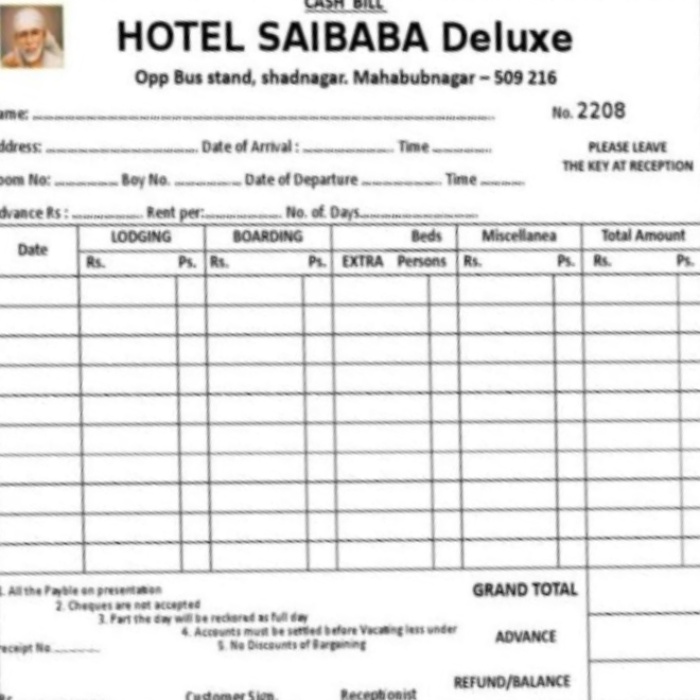 CASH BILL
HOTEL SAIBABA Deluxe
Opp Bus stand, shadnagar. Mahabubnagar – 509 216
ame: No. 2208
ddress: Date of Arrival : Time PLEASE LEAVE
THE KEY AT RECEPTION
oom No: Boy No. Date of Departure Time
dvance Rs : Rent per: No. of. Days
Date LODGING BOARDING Beds Miscellanea Total Amount
Rs. Ps. Rs. Ps. EXTRA Persons Rs. Ps. Rs. Ps.
1. All the Payble on presentation GRAND TOTAL
2. Cheques are not accepted
3. Part the day will be reckored as full day
4. Accounts must be settled before Vacating less under ADVANCE
eceipt No. 5. No Discounts of Bargaining
REFUND/BALANCE
Rs. Customer Sign. Receptionist